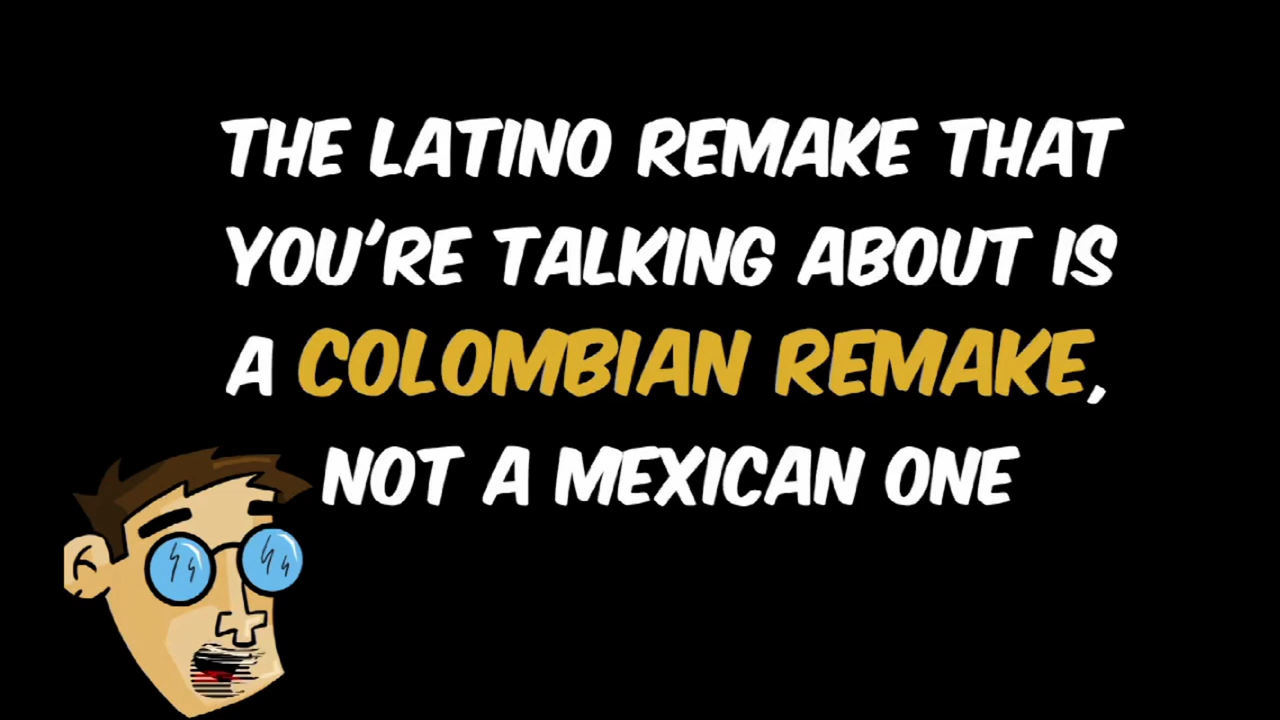 THE LATINO REMAKE THAT
YOU'RE TALKING ABOUT IS
A COLOMBIAN REMAKE,
NOT A MEXICAN ONE